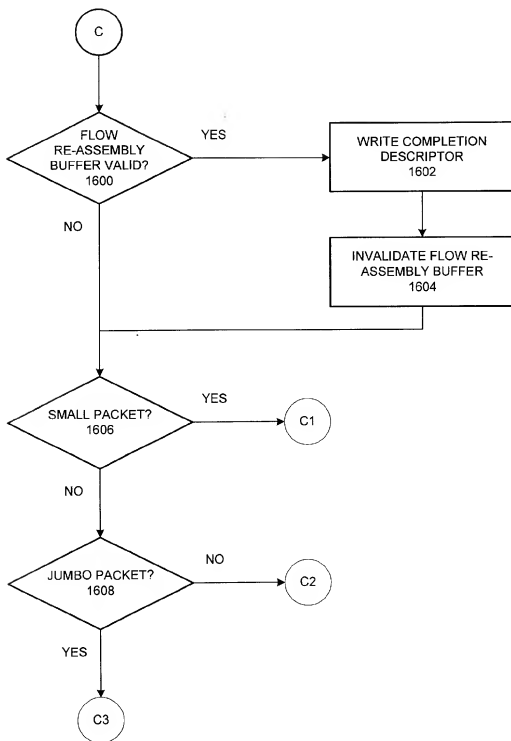 C
FLOW
RE-ASSEMBLY
BUFFER VALID?
1600
YES
WRITE COMPLETION
DESCRIPTOR
1602
NO
INVALIDATE FLOW RE-
ASSEMBLY BUFFER
1604
SMALL PACKET?
1606
YES
C1
NO
JUMBO PACKET?
1608
NO
C2
YES
C3